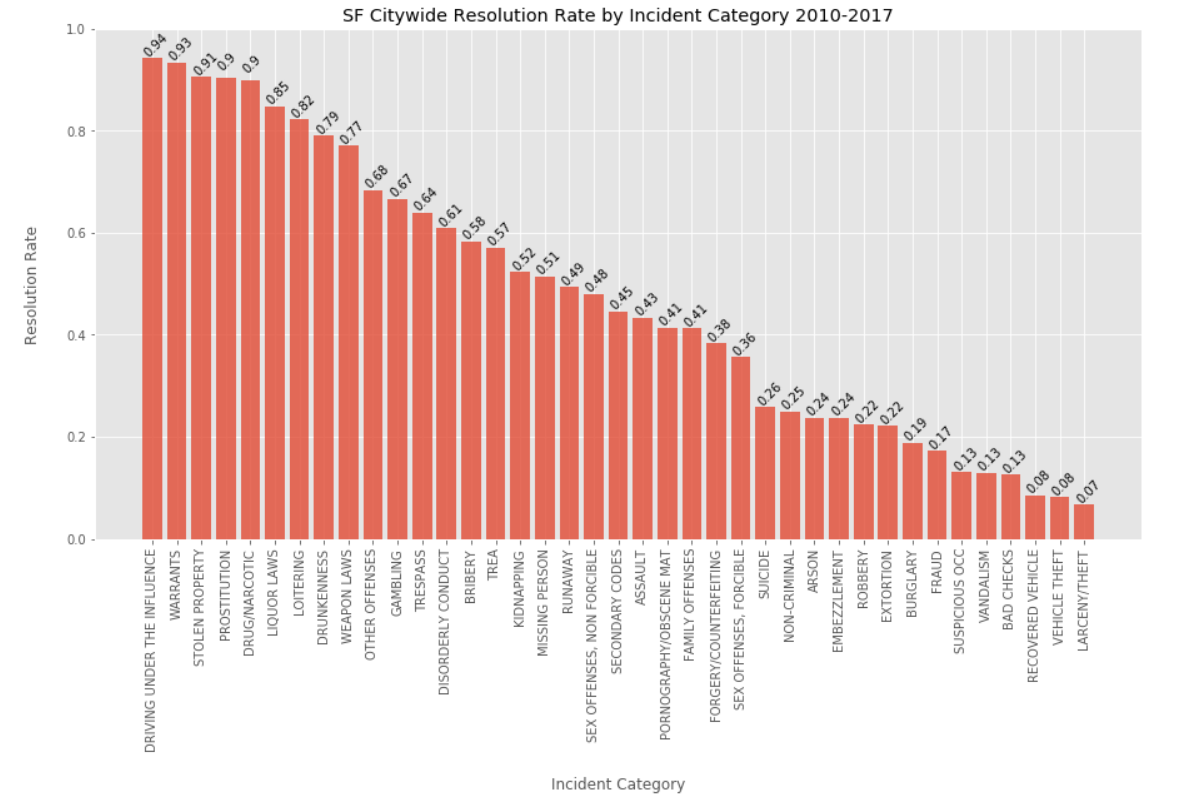 SF Citywide Resolution Rate by Incident Category 2010-2017
Resolution Rate
1.0
0.8
0.6
0.4
0.2
0.0
0.94
0.93
0.91
0.9
0.9
0.85
0.82
0.79
0.77
0.68
0.67
0.64
0.61
0.58
0.57
0.52
0.51
0.49
0.48
0.45
0.43
0.41
0.41
0.38
0.36
0.26
0.25
0.24
0.24
0.22
0.22
0.19
0.17
0.13
0.13
0.13
0.08
0.08
0.07
DRIVING UNDER THE INFLUENCE
WARRANTS
STOLEN PROPERTY
PROSTITUTION
DRUG/NARCOTIC
LIQUOR LAWS
LOITERING
DRUNKENNESS
WEAPON LAWS
OTHER OFFENSES
GAMBLING
TRESPASS
DISORDERLY CONDUCT
BRIBERY
TREA
KIDNAPPING
MISSING PERSON
RUNAWAY
SEX OFFENSES, NON FORCIBLE
SECONDARY CODES
ASSAULT
PORNOGRAPHY/OBSCENE MAT
FAMILY OFFENSES
FORGERY/COUNTERFEITING
SEX OFFENSES, FORCIBLE
SUICIDE
NON-CRIMINAL
ARSON
EMBEZZLEMENT
ROBBERY
EXTORTION
BURGLARY
FRAUD
SUSPICIOUS OCC
VANDALISM
BAD CHECKS
RECOVERED VEHICLE
VEHICLE THEFT
LARCENY/THEFT
Incident Category